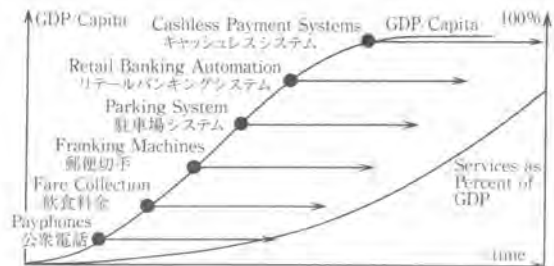 GDP/Capita
Cashless Payment Systems
キャッシュレスシステム
GDP/Capita
100%
Retail Banking Automation
リテールバンキングシステム
Parking System
駐車場システム
Franking Machines
郵便切手
Fare Collection
飲食料金
Payphones
公衆電話
Services as
Percent of
GDP
time